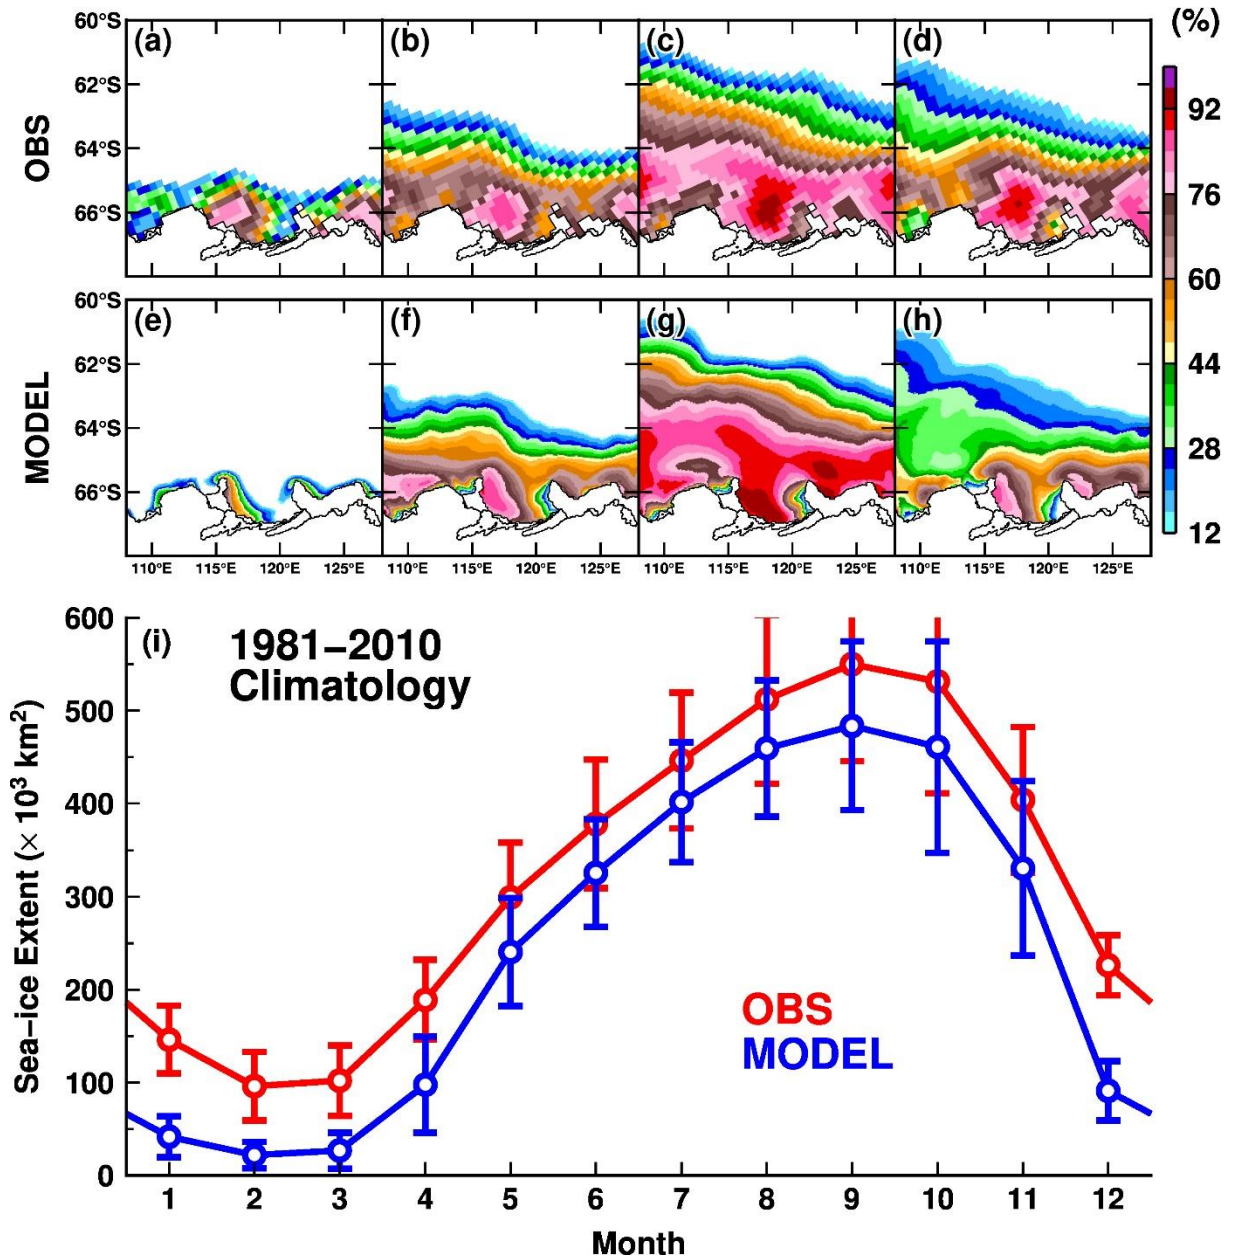 60°S (a) (b) (c) (d) (%)
62°S
92
OBS
64°S
76
66°S
60
60°S (e) (f) (g) (h)
44
62°S
MODEL
64°S
28
66°S
12
110°E 115°E 120°E 125°E 110°E 115°E 120°E 125°E 110°E 115°E 120°E 125°E 110°E 115°E 120°E 125°E
600
(i) 1981–2010
Climatology
500
400
300
200
100
0
Sea–ice Extent (× 10³ km²)
OBS
MODEL
1 2 3 4 5 6 7 8 9 10 11 12
Month